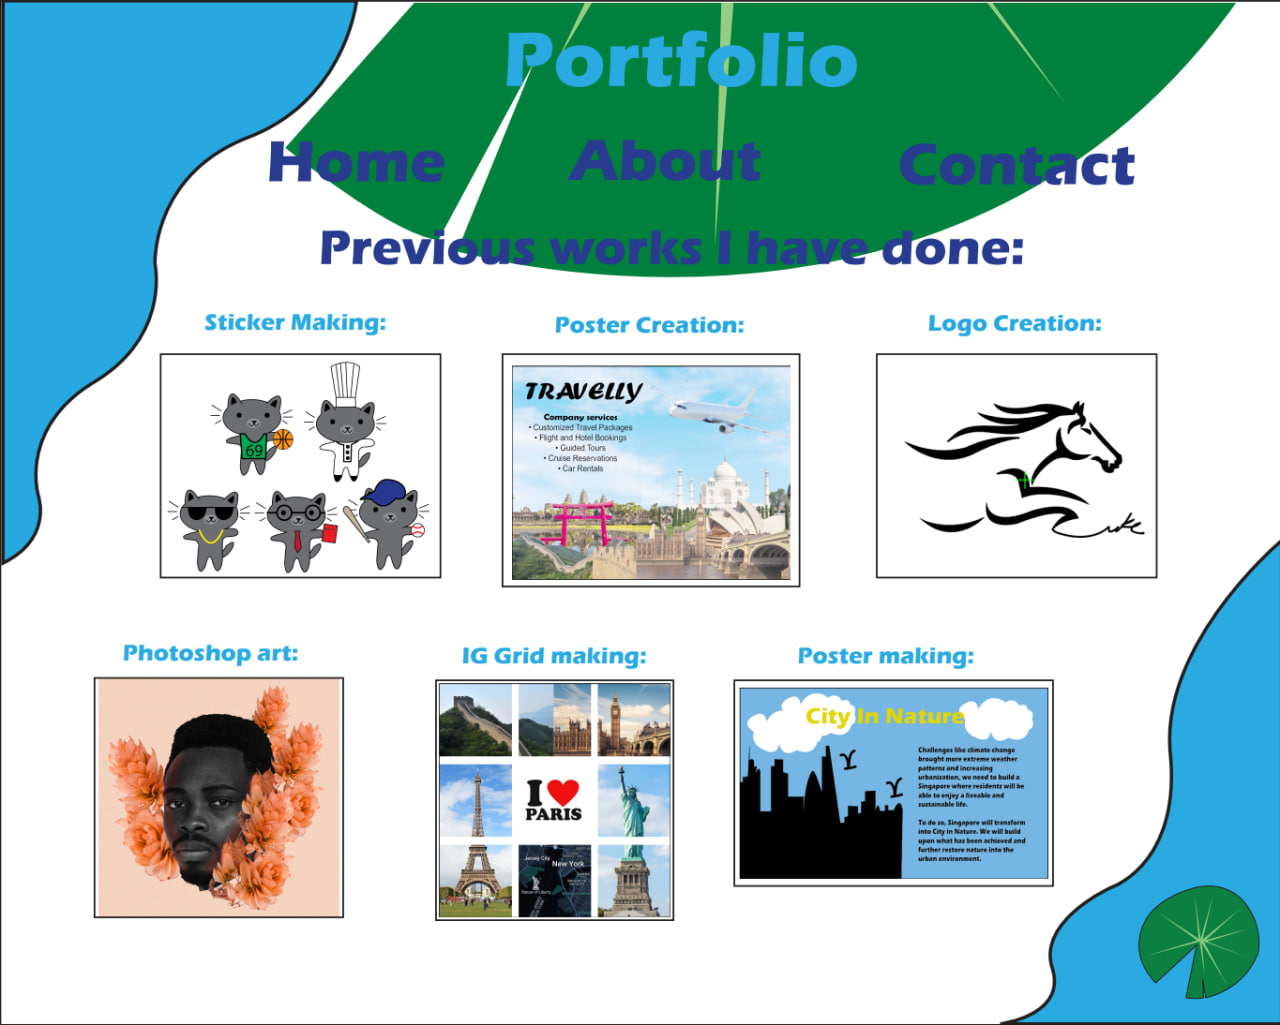 Portfolio
Home About Contact
Previous works I have done:
Sticker Making:
Poster Creation:
Logo Creation:
69
TRAVELLY
Company services
• Customized Travel Packages
• Flight and Hotel Bookings
• Guided Tours
• Cruise Reservations
• Car Rentals
Photoshop art:
IG Grid making:
Poster making:
I ♥
PARIS
Jersey City
New York
Statue of Liberty
City In Nature
Challenges like climate change
brought more extreme weather
patterns and increasing
urbanisation, we need to build a
Singapore where residents will be
able to enjoy a liveable and
sustainable life.
To do so, Singapore will transform
into City in Nature. We will build
upon what has been achieved and
further restore nature into the
urban environment.